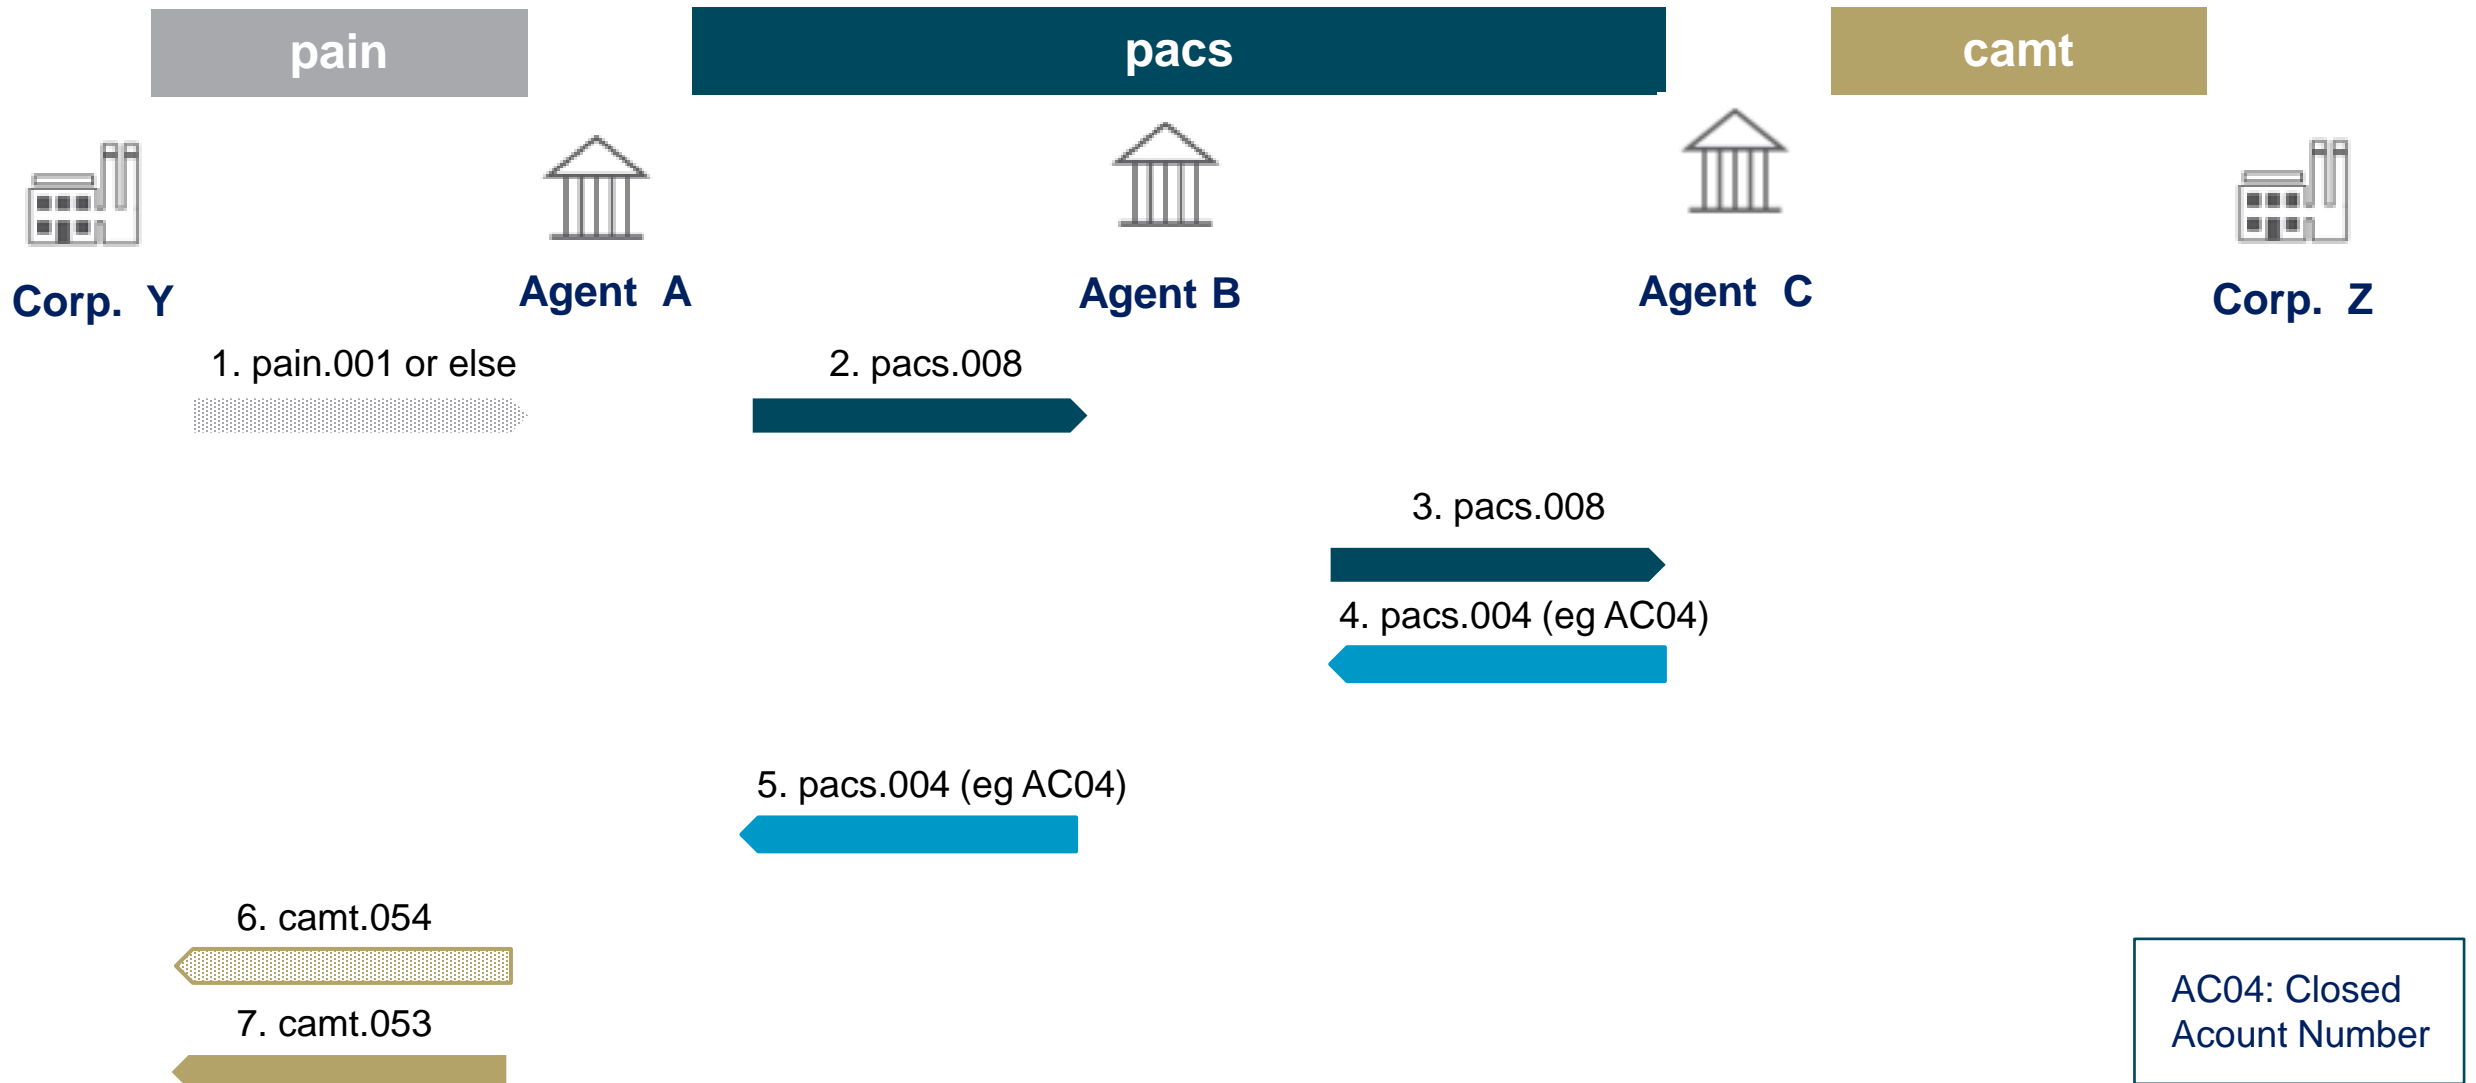 pain
pacs
camt
Corp. Y
Agent A
Agent B
Agent C
Corp. Z
1. pain.001 or else
2. pacs.008
3. pacs.008
4. pacs.004 (eg AC04)
5. pacs.004 (eg AC04)
6. camt.054
7. camt.053
AC04: Closed
Acount Number